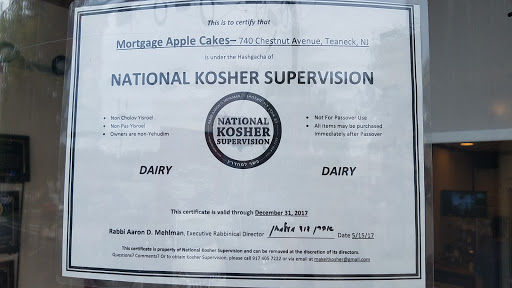 This is to certify that
Mortgage Apple Cakes– 740 Chestnut Avenue, Teaneck, NJ
is under the Hashgacha of
NATIONAL KOSHER SUPERVISION
• Non Cholov Yisroel
• Non Pas Yisroel
• Owners are non-Yehudim
NATIONAL
KOSHER
SUPERVISION
• Not For Passover Use
• All items may be purchased
immediately after Passover
DAIRY
DAIRY
This certificate is valid through December 31, 2017
Rabbi Aaron D. Mehlman, Executive Rabbinical Director
Date 5/15/17
This certificate is property of National Kosher Supervision and can be removed at the discretion of its directors.
Questions? Comments? Or to obtain Kosher Supervision, please call 917 405 7222 or via email at makeitkosher@gmail.com